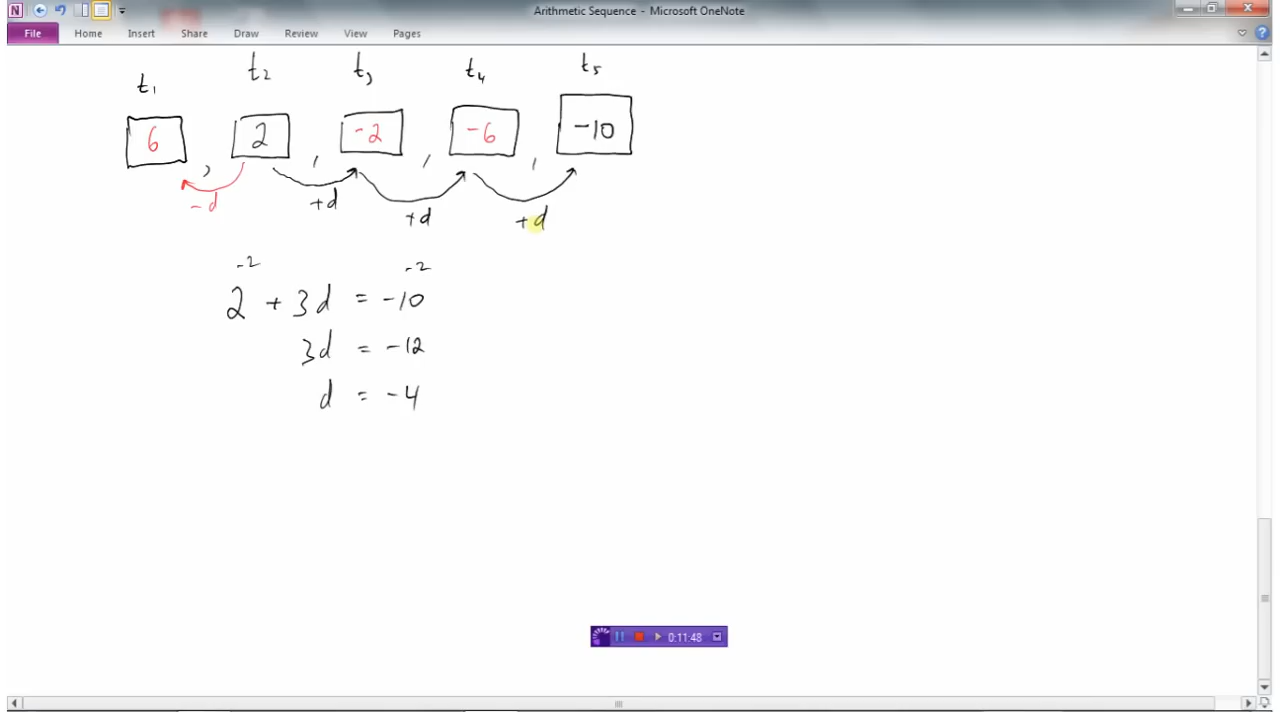 Arithmetic Sequence - Microsoft OneNote
File Home Insert Share Draw Review View Pages
t₁ t₂ t₃ t₄ t₅
6 , 2 , -2 , -6 , -10
-d +d +d +d
-2 -2
2 + 3d = -10
3d = -12
d = -4
0:11:48